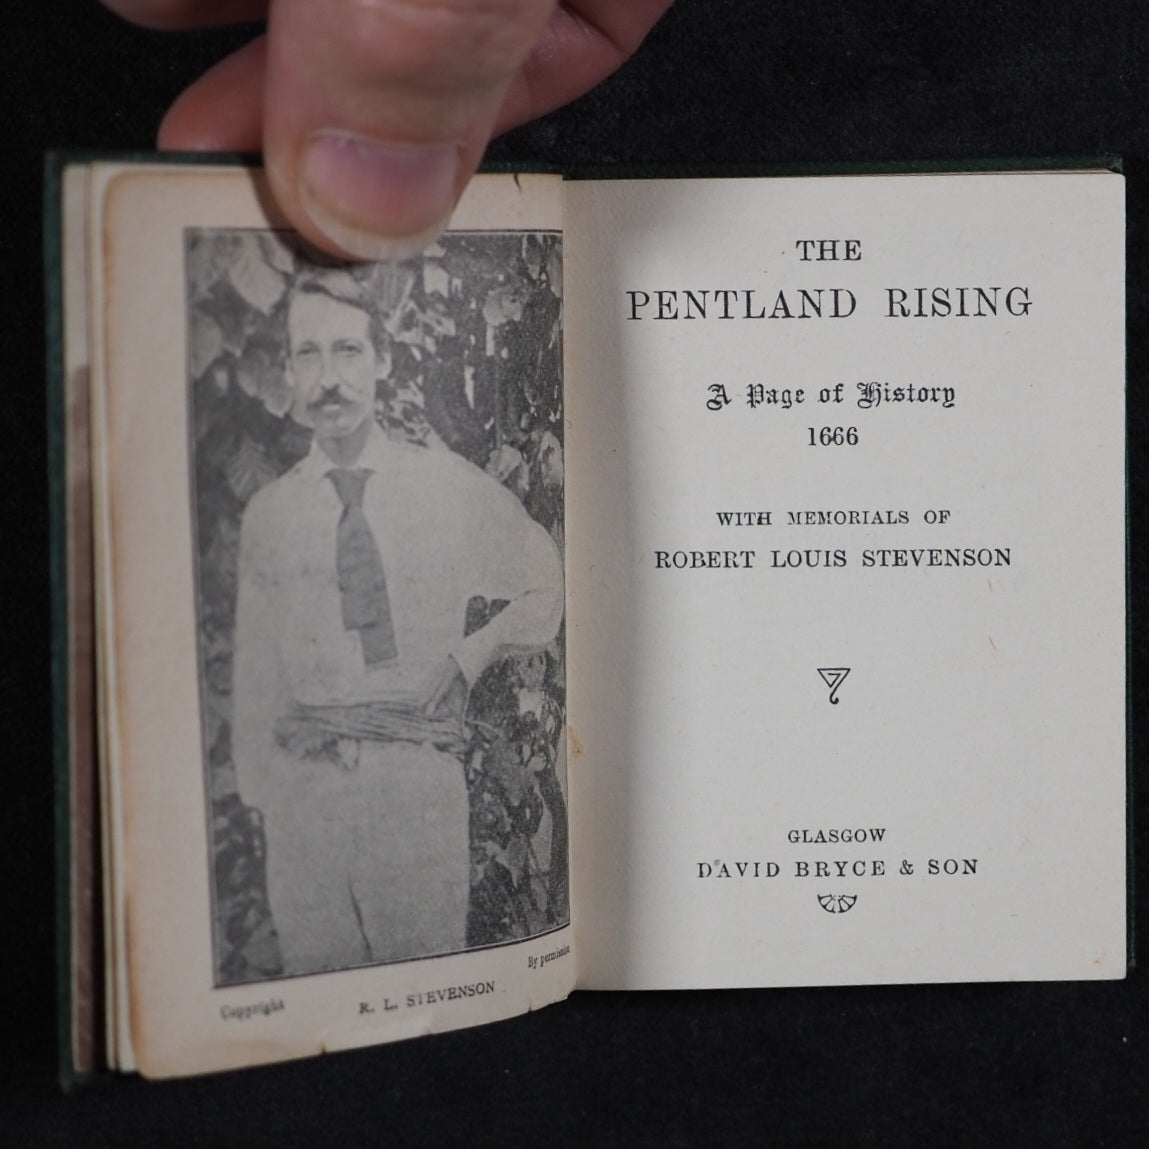 Copyright
By permission
R. L. STEVENSON
THE
PENTLAND RISING
A Page of History
1666
WITH MEMORIALS OF
ROBERT LOUIS STEVENSON
GLASGOW
DAVID BRYCE & SON